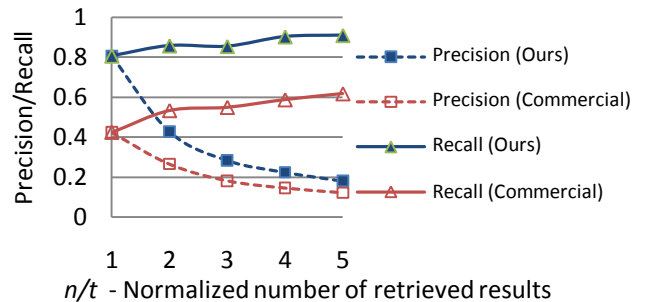 1
0.8
0.6
0.4
0.2
0
Precision/Recall
1 2 3 4 5
n/t - Normalized number of retrieved results
Precision (Ours)
Precision (Commercial)
Recall (Ours)
Recall (Commercial)